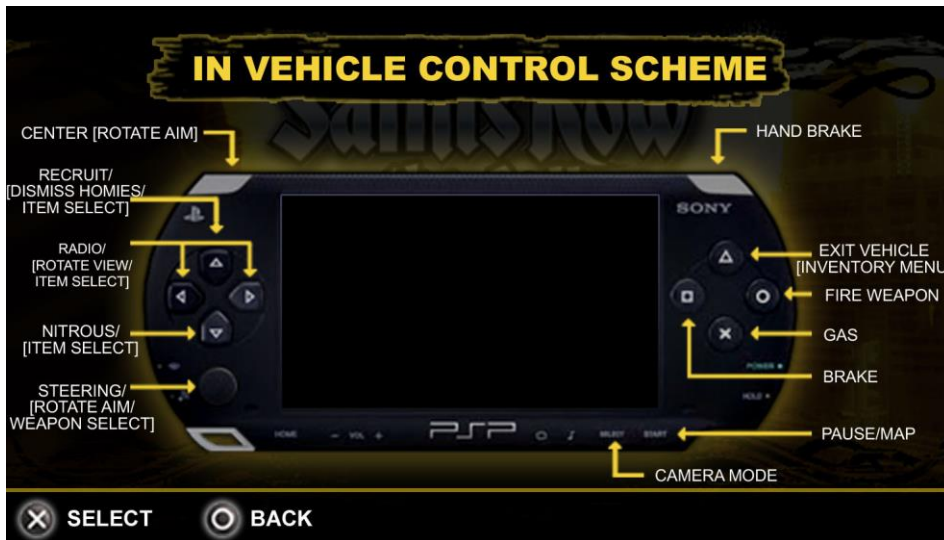 IN VEHICLE CONTROL SCHEME
Saints Row
CENTER [ROTATE AIM]
HAND BRAKE
RECRUIT/
[DISMISS HOMIES/
ITEM SELECT]
SONY
RADIO/
[ROTATE VIEW/
ITEM SELECT]
EXIT VEHICLE
[INVENTORY MENU
FIRE WEAPON
NITROUS/
[ITEM SELECT]
GAS
POWER
BRAKE
STEERING/
[ROTATE AIM/
WEAPON SELECT]
HOLD
HOME
VOL
PSP
SELECT
START
PAUSE/MAP
CAMERA MODE
SELECT
BACK